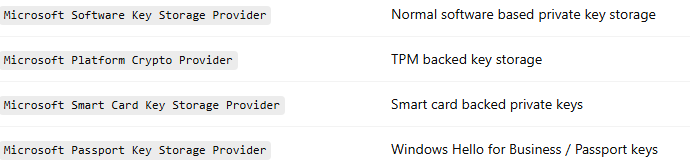 Microsoft Software Key Storage Provider Normal software based private key storage
Microsoft Platform Crypto Provider TPM backed key storage
Microsoft Smart Card Key Storage Provider Smart card backed private keys
Microsoft Passport Key Storage Provider Windows Hello for Business / Passport keys